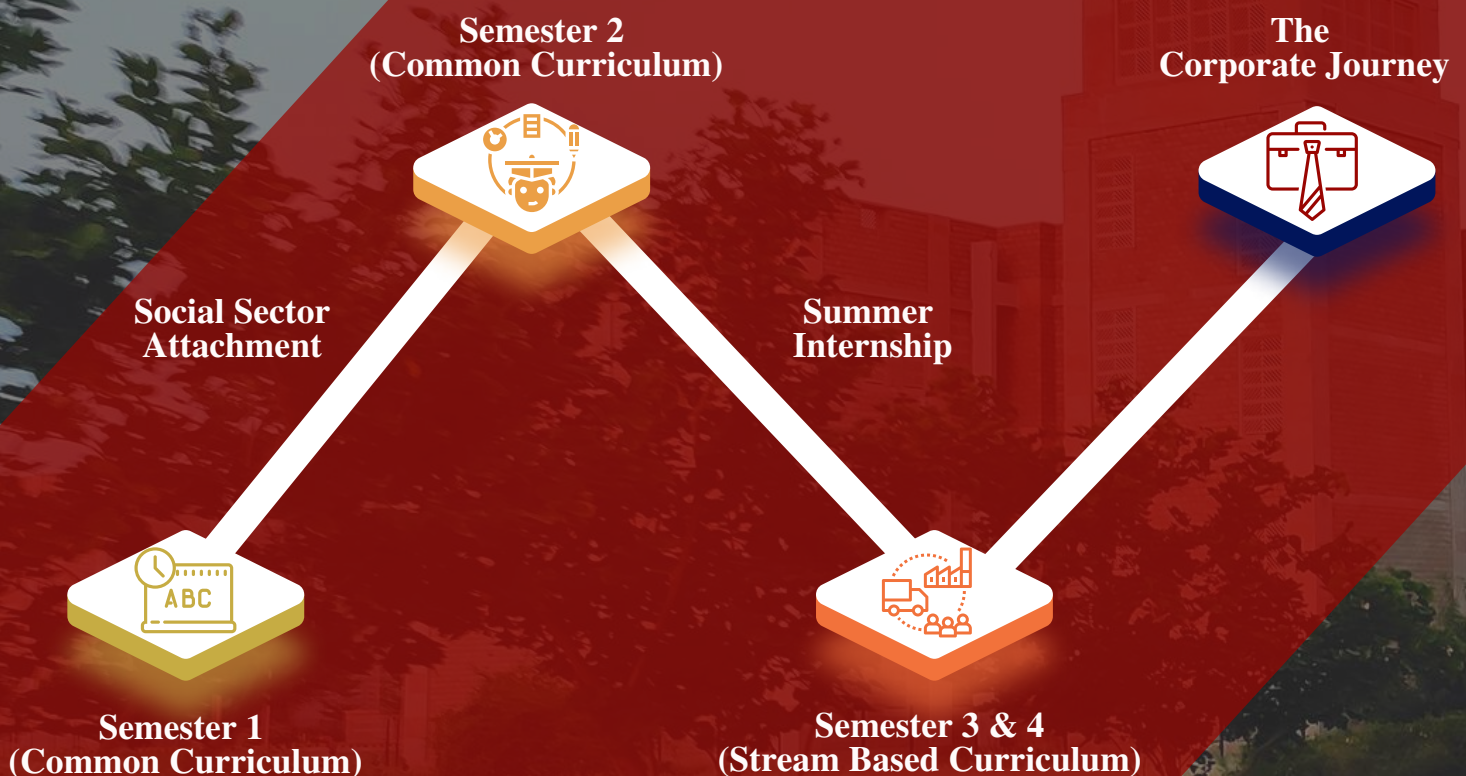 Semester 2
(Common Curriculum)
The
Corporate Journey
Social Sector
Attachment
Summer
Internship
ABC
Semester 1
(Common Curriculum)
Semester 3 & 4
(Stream Based Curriculum)